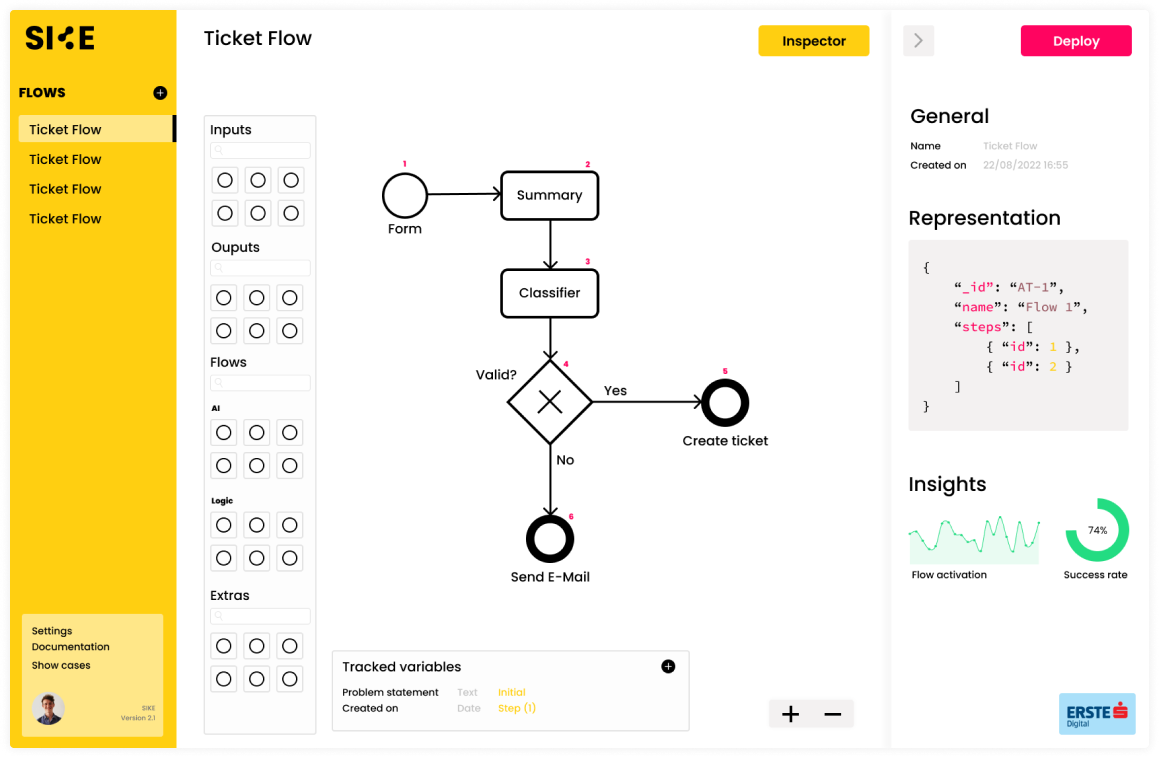 SIKE
FLOWS
Ticket Flow
Ticket Flow
Ticket Flow
Ticket Flow
Settings
Documentation
Show cases
SIKE
Version 2.1
Ticket Flow
Inspector
Inputs
Ouputs
Flows
AI
Logic
Extras
1
Form
2
Summary
3
Classifier
4
Valid?
Yes
5
Create ticket
No
6
Send E-Mail
Tracked variables
Problem statement Text Initial
Created on Date Step (1)
Deploy
General
Name Ticket Flow
Created on 22/08/2022 16:55
Representation
{
“_id”: “AT-1”,
“name”: “Flow 1”,
“steps”: [
{ “id”: 1 },
{ “id”: 2 }
]
}
Insights
74%
Flow activation
Success rate
ERSTE
Digital